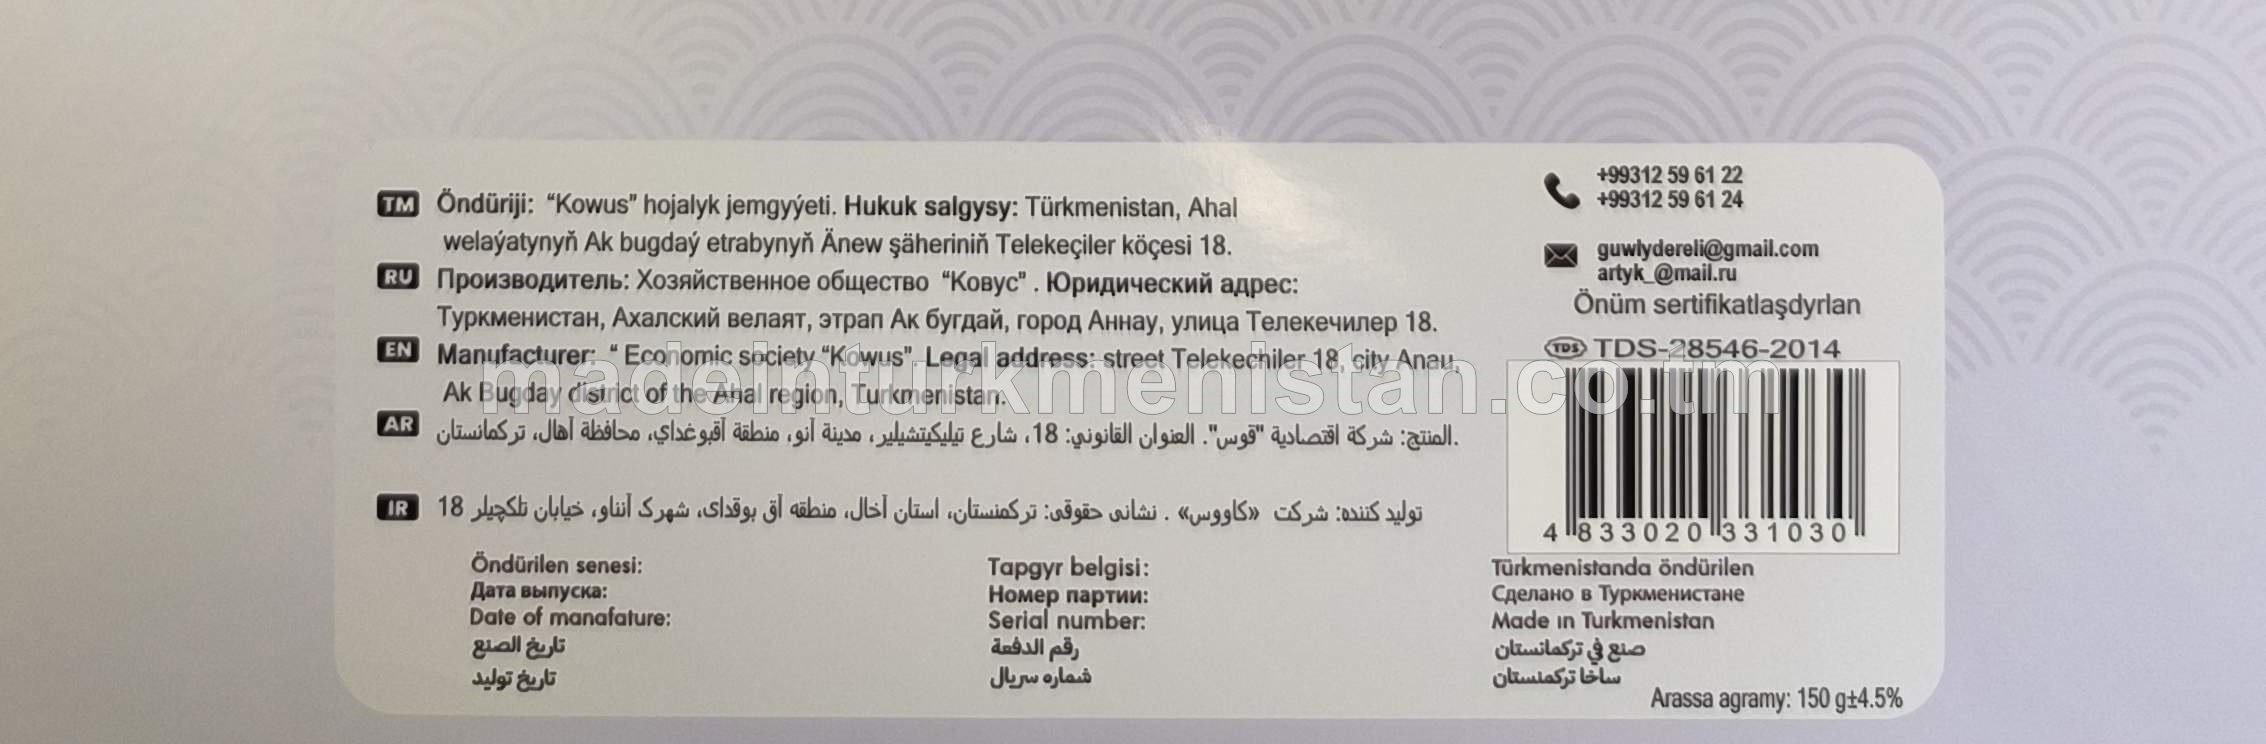 TM Öndüriji: “Kowus” hojalyk jemgyýeti. Hukuk salgysy: Türkmenistan, Ahal
welaýatynyň Ak bugdaý etrabynyň Änew şäheriniň Telekeçiler köçesi 18.
RU Производитель: Хозяйственное общество “Ковус” . Юридический адрес:
Туркменистан, Ахалский велаят, этрап Ак бугдай, город Аннау, улица Телекечилер 18.
EN Manufacturer: “ Economic society “Kowus”. Legal address: street Telekechiler 18, city Anau,
Ak Bugday district of the Ahal region, Turkmenistan.
AR المنتج: شركة اقتصادية "قوس". العنوان القانوني: 18، شارع تيليكيتشيلير، مدينة آنو، منطقة آقبوغداي، محافظة آهال، تركمانستان.
IR تولید کننده: شرکت «کاووس» . نشانی حقوقی: ترکمنستان، استان آخال، منطقه آق بوقدای، شهرک آنناو، خیابان تلکچیلر 18
+99312 59 61 22
+99312 59 61 24
guwlydereli@gmail.com
artyk_@mail.ru
Önüm sertifikatlaşdyrlan
TDS TDS-28546-2014
madeinturkmenistan.co.tm
4 833020 331030
Öndürilen senesi:
Дата выпуска:
Date of manafature:
تاريخ الصنع
تاریخ تولید
Tapgyr belgisi:
Номер партии:
Serial number:
رقم الدفعة
شماره سریال
Türkmenistanda öndürilen
Сделано в Туркменистане
Made in Turkmenistan
صنع في تركمانستان
ساخا ترکمنستان
Arassa agramy: 150 g±4.5%